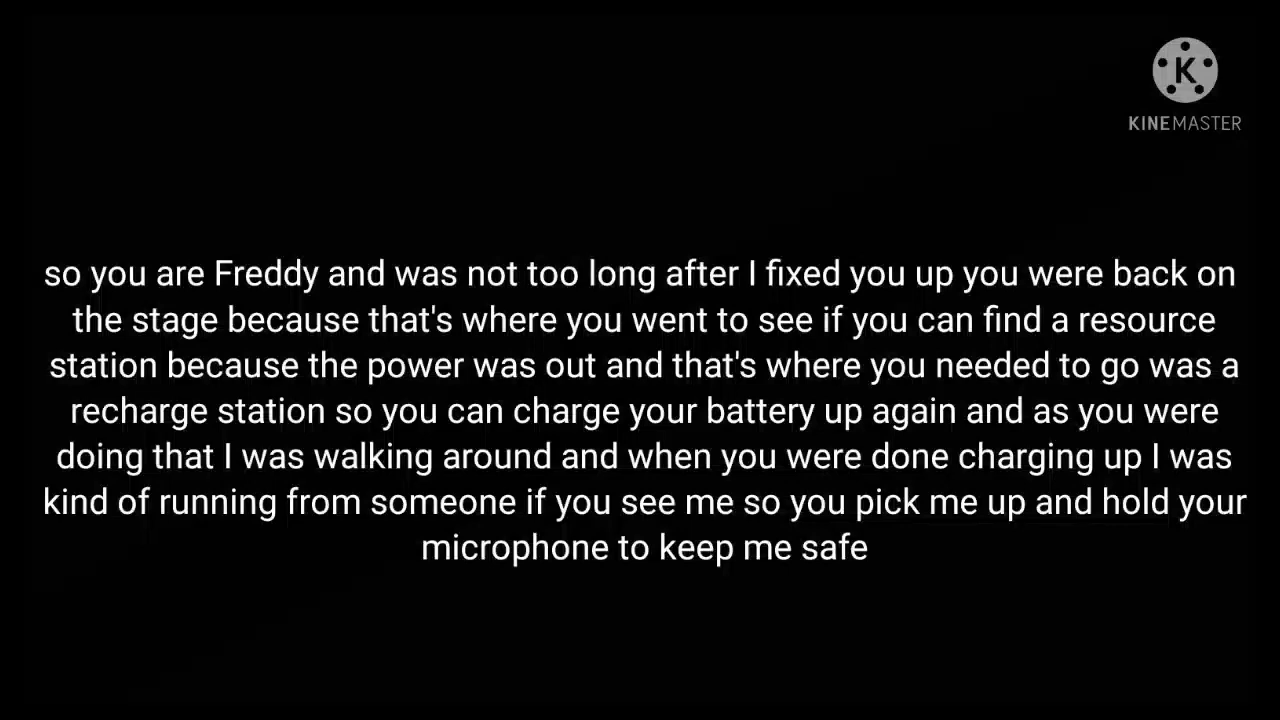 K
KINEMASTER
so you are Freddy and was not too long after I fixed you up you were back on
the stage because that's where you went to see if you can find a resource
station because the power was out and that's where you needed to go was a
recharge station so you can charge your battery up again and as you were
doing that I was walking around and when you were done charging up I was
kind of running from someone if you see me so you pick me up and hold your
microphone to keep me safe